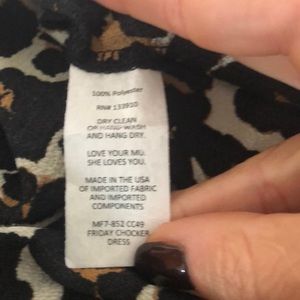 100% Polyester
RN# 133910
DRY CLEAN
OR HAND WASH
AND HANG DRY.
LOVE YOUR MU.
SHE LOVES YOU.
MADE IN THE USA
OF IMPORTED FABRIC
AND IMPORTED
COMPONENTS
MF7-852 CC49
FRIDAY CHOCKER
DRESS